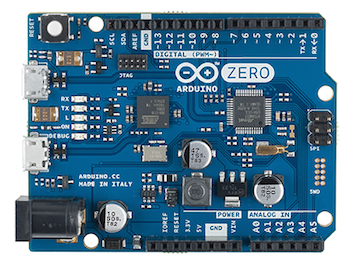 RESET
SCL
SDA
AREF
GND
~13
~12
~11
~10
~9
~8
~7
~6
~5
~4
~3
2
TX→1
RX←0
DIGITAL (PWM~)
JTAG
ARDUINO
ZERO
RX
TX
L
ON
DEBUG
SPI
SWD
ARDUINO.CC
MADE IN ITALY
IOREF
RESET
3.3V
5V
GND
VIN
POWER
ANALOG IN
A0
A1
A2
A3
A4
A5